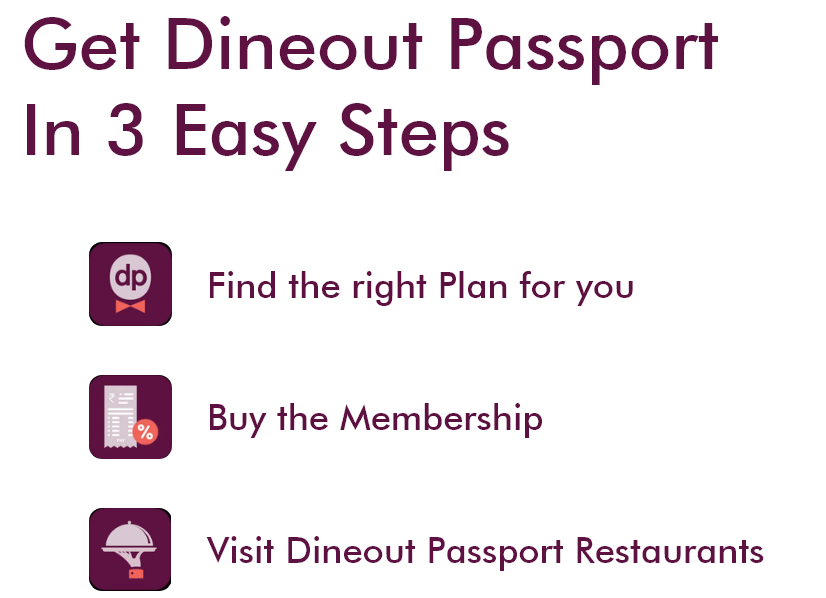 Get Dineout Passport
In 3 Easy Steps
dp
Find the right Plan for you
%
Buy the Membership
Visit Dineout Passport Restaurants